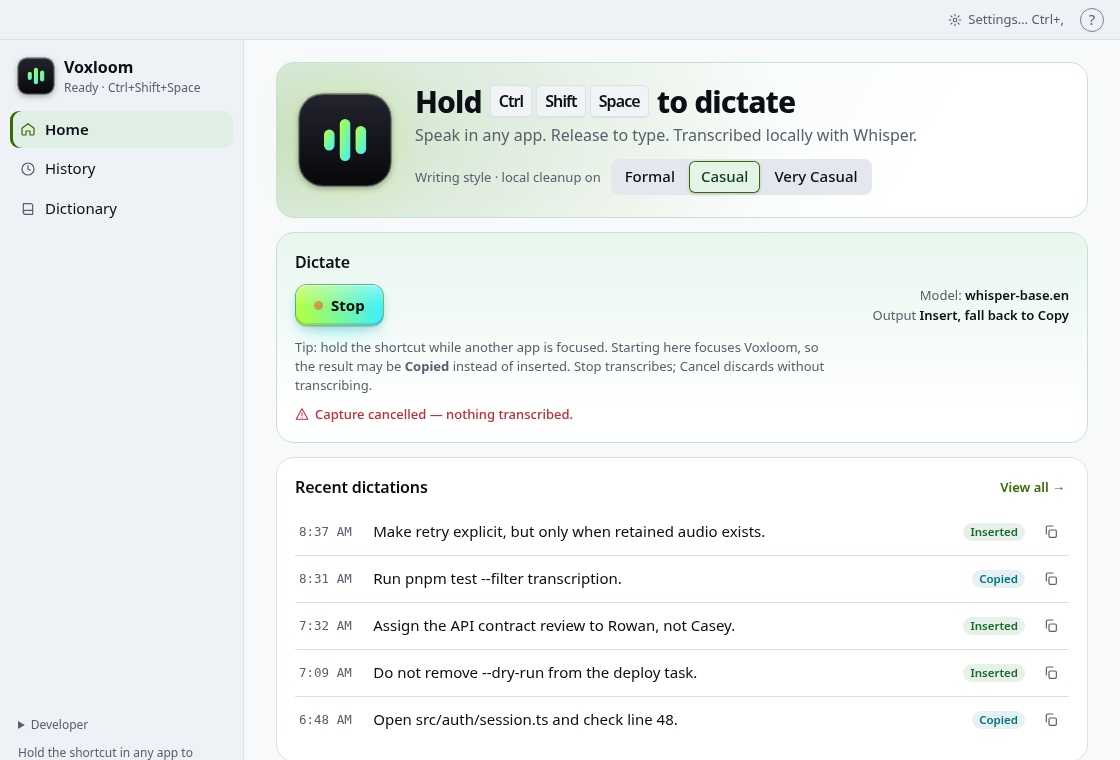 Settings... Ctrl+,
?
Voxloom
Ready · Ctrl+Shift+Space
Home
History
Dictionary
Developer
Hold the shortcut in any app to
Hold Ctrl Shift Space to dictate
Speak in any app. Release to type. Transcribed locally with Whisper.
Writing style · local cleanup on Formal Casual Very Casual
Dictate
Stop
Model: whisper-base.en
Output Insert, fall back to Copy
Tip: hold the shortcut while another app is focused. Starting here focuses Voxloom, so
the result may be Copied instead of inserted. Stop transcribes; Cancel discards without
transcribing.
Capture cancelled — nothing transcribed.
Recent dictations View all →
8:37 AM Make retry explicit, but only when retained audio exists. Inserted
8:31 AM Run pnpm test --filter transcription. Copied
7:32 AM Assign the API contract review to Rowan, not Casey. Inserted
7:09 AM Do not remove --dry-run from the deploy task. Inserted
6:48 AM Open src/auth/session.ts and check line 48. Copied